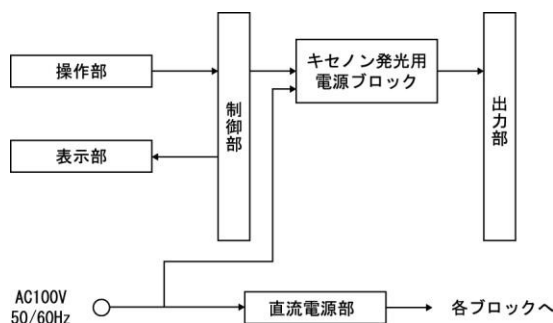 操作部
表示部
制御部
キセノン発光用
電源ブロック
出力部
AC100V
50/60Hz
直流電源部
各ブロックへ